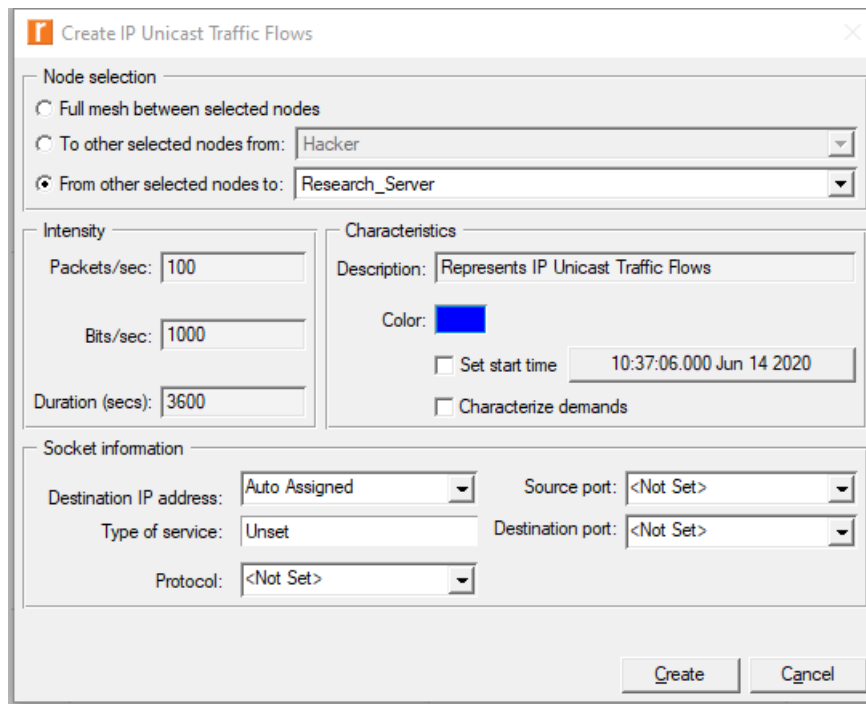 Create IP Unicast Traffic Flows
Node selection
Full mesh between selected nodes
To other selected nodes from: Hacker
From other selected nodes to: Research_Server
Intensity
Packets/sec: 100
Bits/sec: 1000
Duration (secs): 3600
Characteristics
Description: Represents IP Unicast Traffic Flows
Color:
Set start time 10:37:06.000 Jun 14 2020
Characterize demands
Socket information
Destination IP address: Auto Assigned
Type of service: Unset
Protocol: <Not Set>
Source port: <Not Set>
Destination port: <Not Set>
Create Cancel